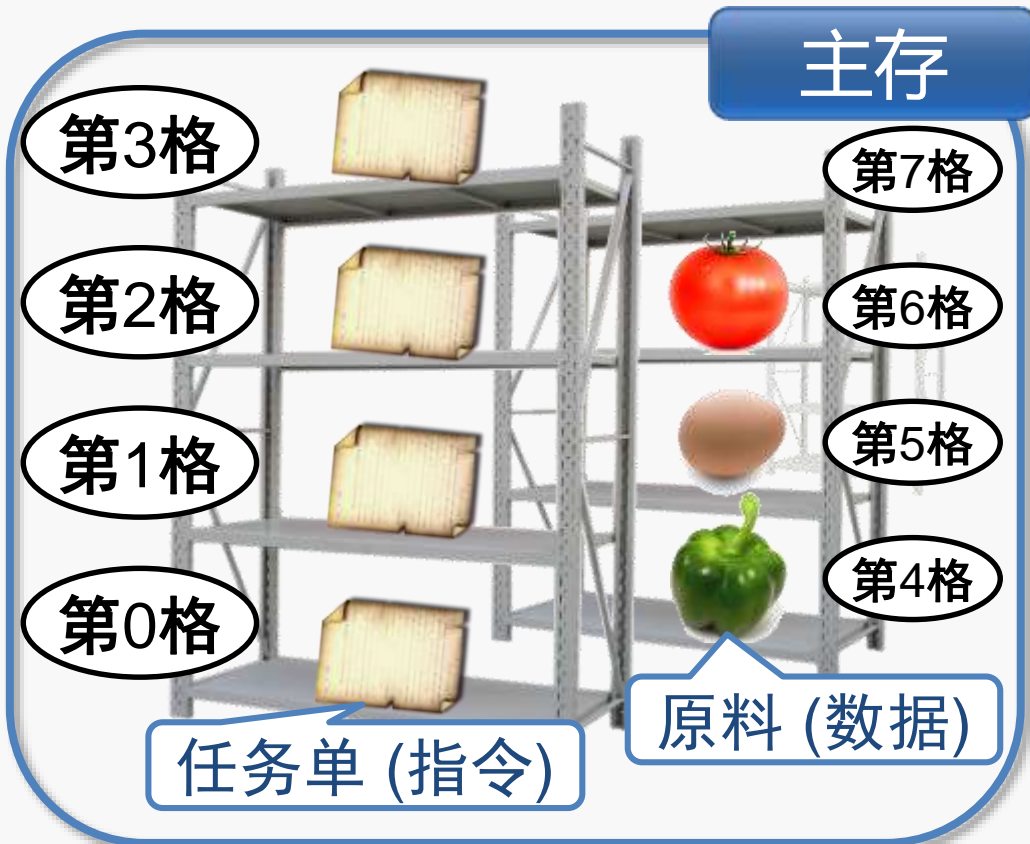 主存
第3格
第7格
第2格
第6格
第1格
第5格
第0格
第4格
任务单 (指令)
原料 (数据)